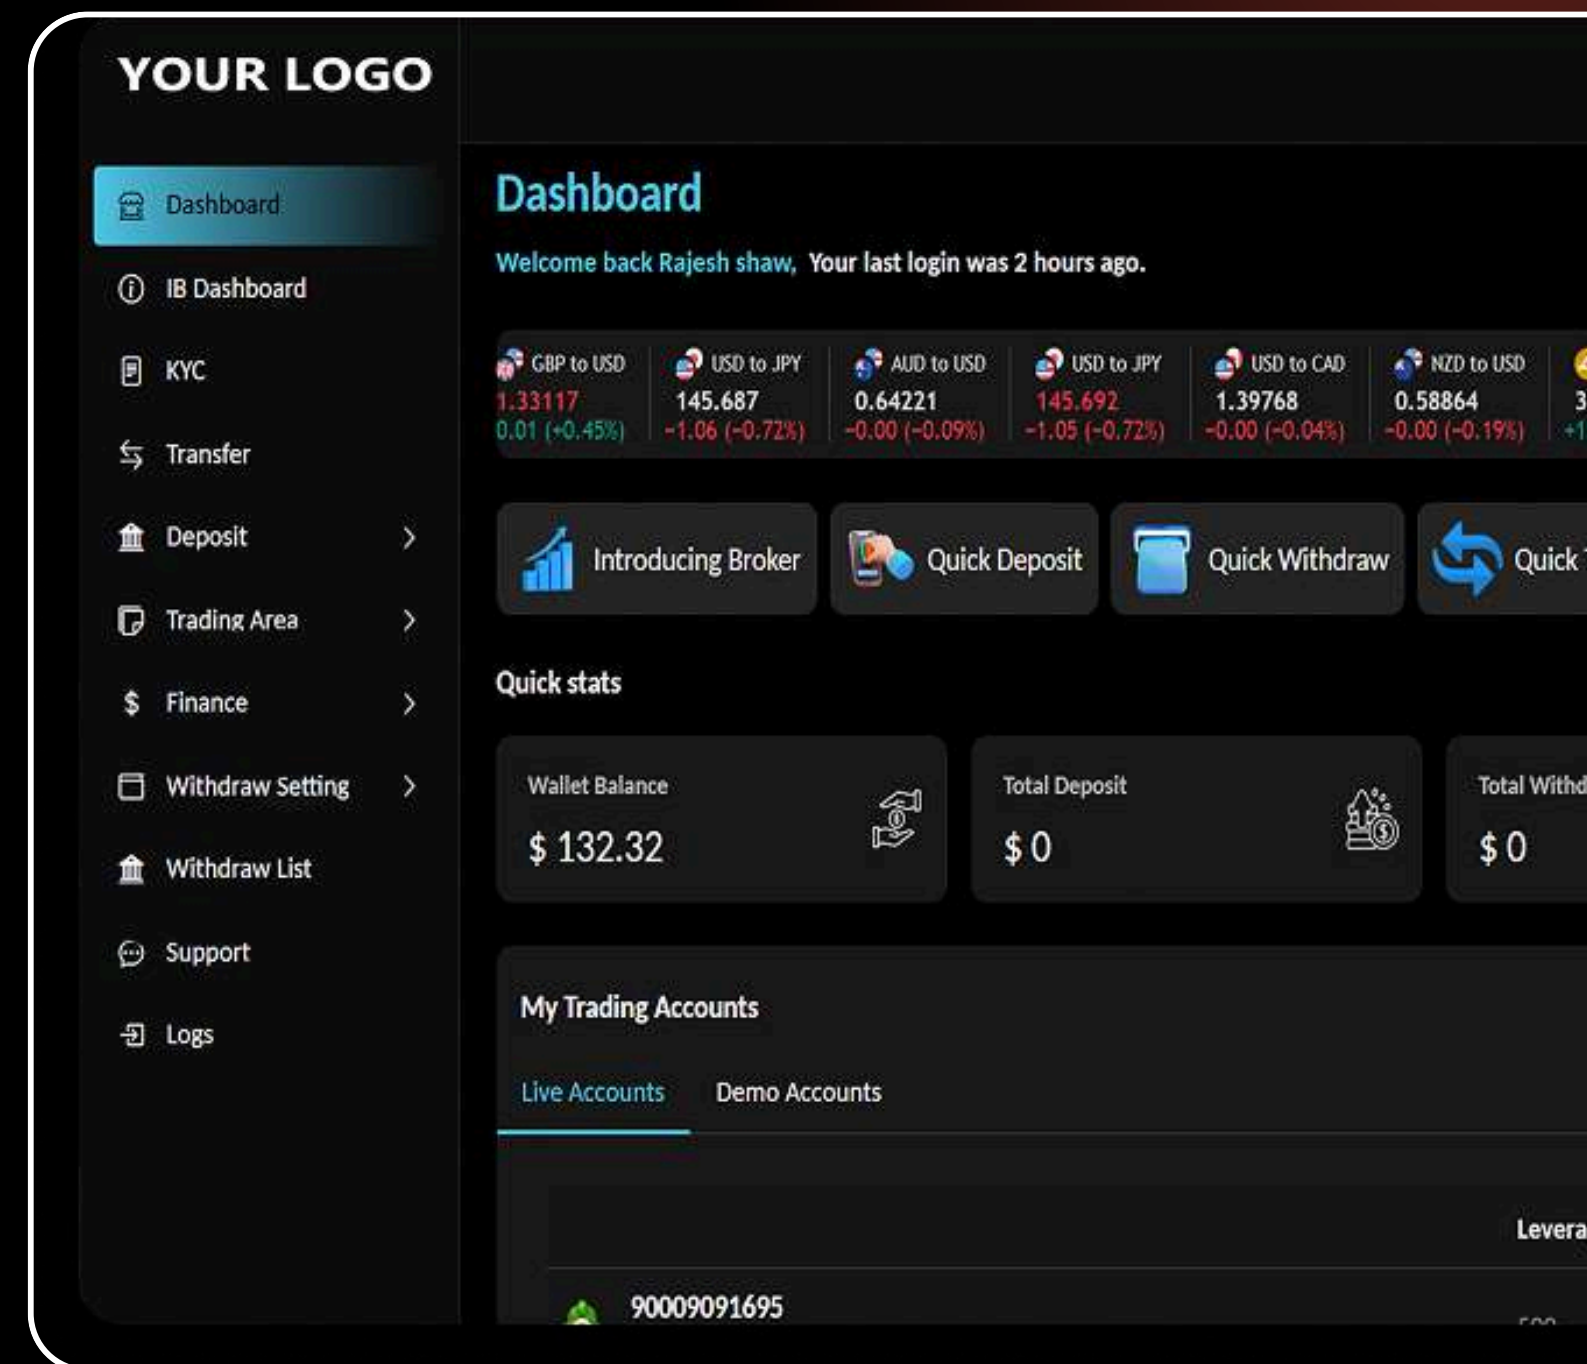 YOUR LOGO
Dashboard
IB Dashboard
KYC
Transfer
Deposit
Trading Area
Finance
Withdraw Setting
Withdraw List
Support
Logs
Dashboard
Welcome back Rajesh shaw, Your last login was 2 hours ago.
GBP to USD USD to JPY AUD to USD USD to JPY USD to CAD NZD to USD
1.33117 145.687 0.64221 145.692 1.39768 0.58864 3
0.01 (+0.45%) -1.06 (-0.72%) -0.00 (-0.09%) -1.05 (-0.72%) -0.00 (-0.04%) -0.00 (-0.19%) +1
Introducing Broker Quick Deposit Quick Withdraw Quick
Quick stats
Wallet Balance Total Deposit Total Withd
$ 132.32 $ 0 $ 0
My Trading Accounts
Live Accounts Demo Accounts
Levera
90009091695